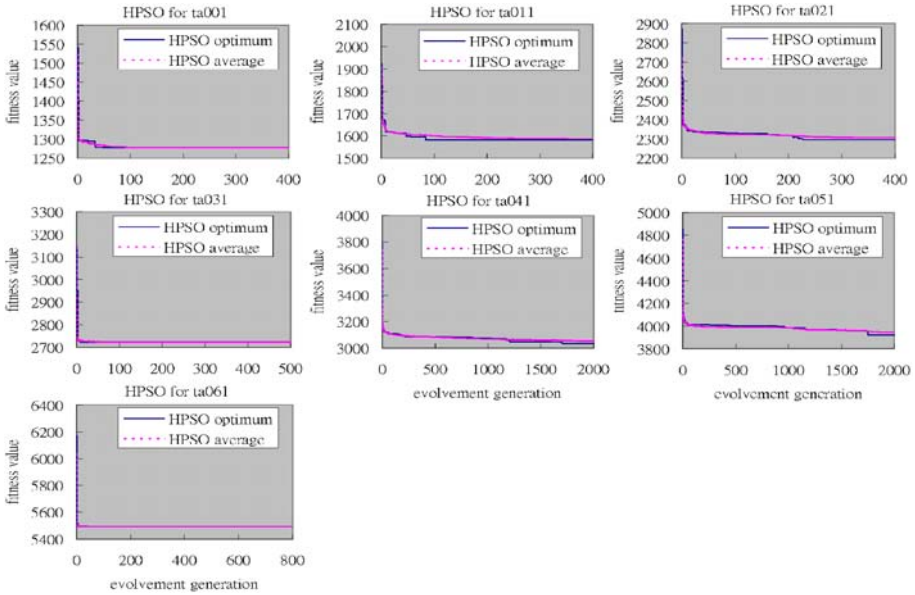 HPSO for ta001
fitness value
1600
1550
1500
1450
1400
1350
1300
1250
HPSO optimum
HPSO average
0 200 400
HPSO for ta011
fitness value
2100
2000
1900
1800
1700
1600
1500
HPSO optimum
HPSO average
0 200 400
HPSO for ta021
fitness value
2900
2800
2700
2600
2500
2400
2300
2200
HPSO optimum
HPSO average
0 200 400
HPSO for ta031
fitness value
3300
3200
3100
3000
2900
2800
2700
HPSO optimum
HPSO average
0 100 200 300 400 500
HPSO for ta041
fitness value
4000
3800
3600
3400
3200
3000
HPSO optimum
HPSO average
0 500 1000 1500 2000
evolvement generation
HPSO for ta051
fitness value
5000
4800
4600
4400
4200
4000
3800
HPSO optimum
HPSO average
0 500 1000 1500 2000
evolvement generation
HPSO for ta061
fitness value
6400
6200
6000
5800
5600
5400
HPSO optimum
HPSO average
0 200 400 600 800
evolvement generation